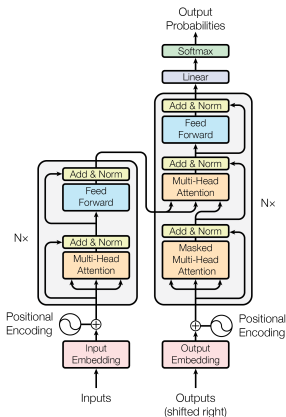 Output
Probabilities
Softmax
Linear
Add & Norm
Feed
Forward
Add & Norm
Multi-Head
Attention
Add & Norm
Masked
Multi-Head
Attention
N×
Add & Norm
Feed
Forward
Add & Norm
Multi-Head
Attention
N×
Positional
Encoding
Positional
Encoding
Input
Embedding
Output
Embedding
Inputs
Outputs
(shifted right)